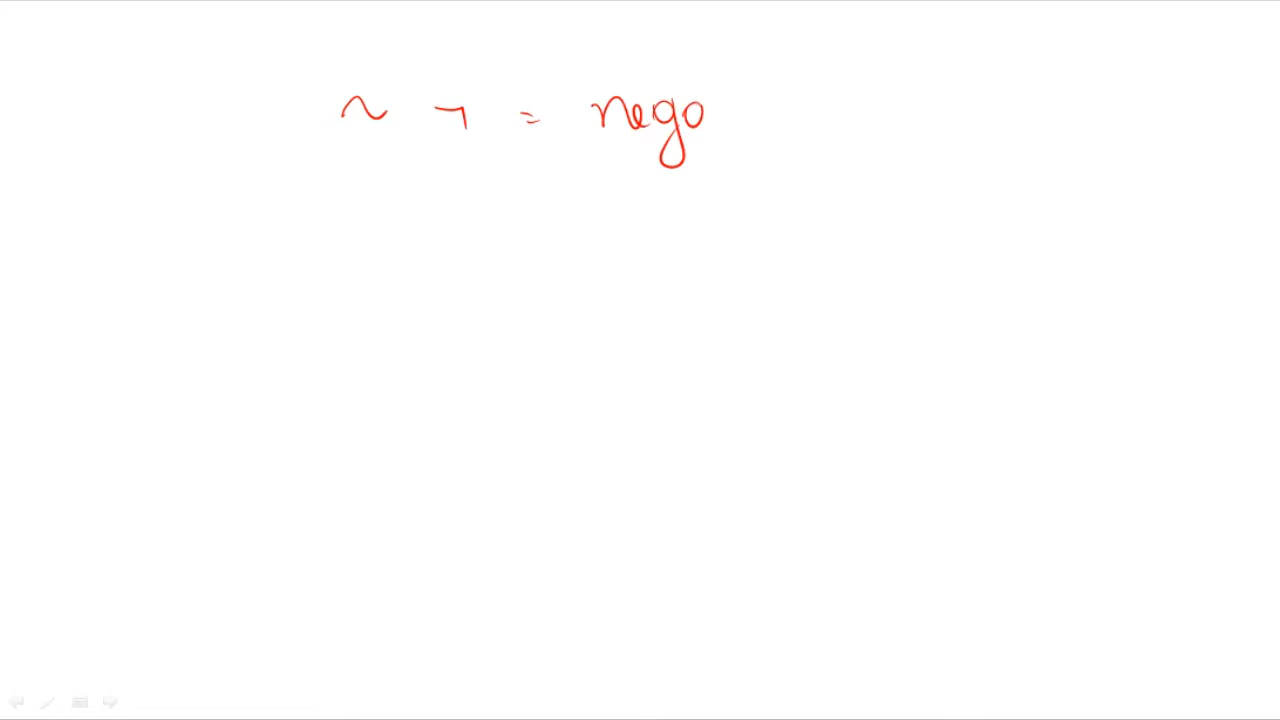 ~ ¬ = nego